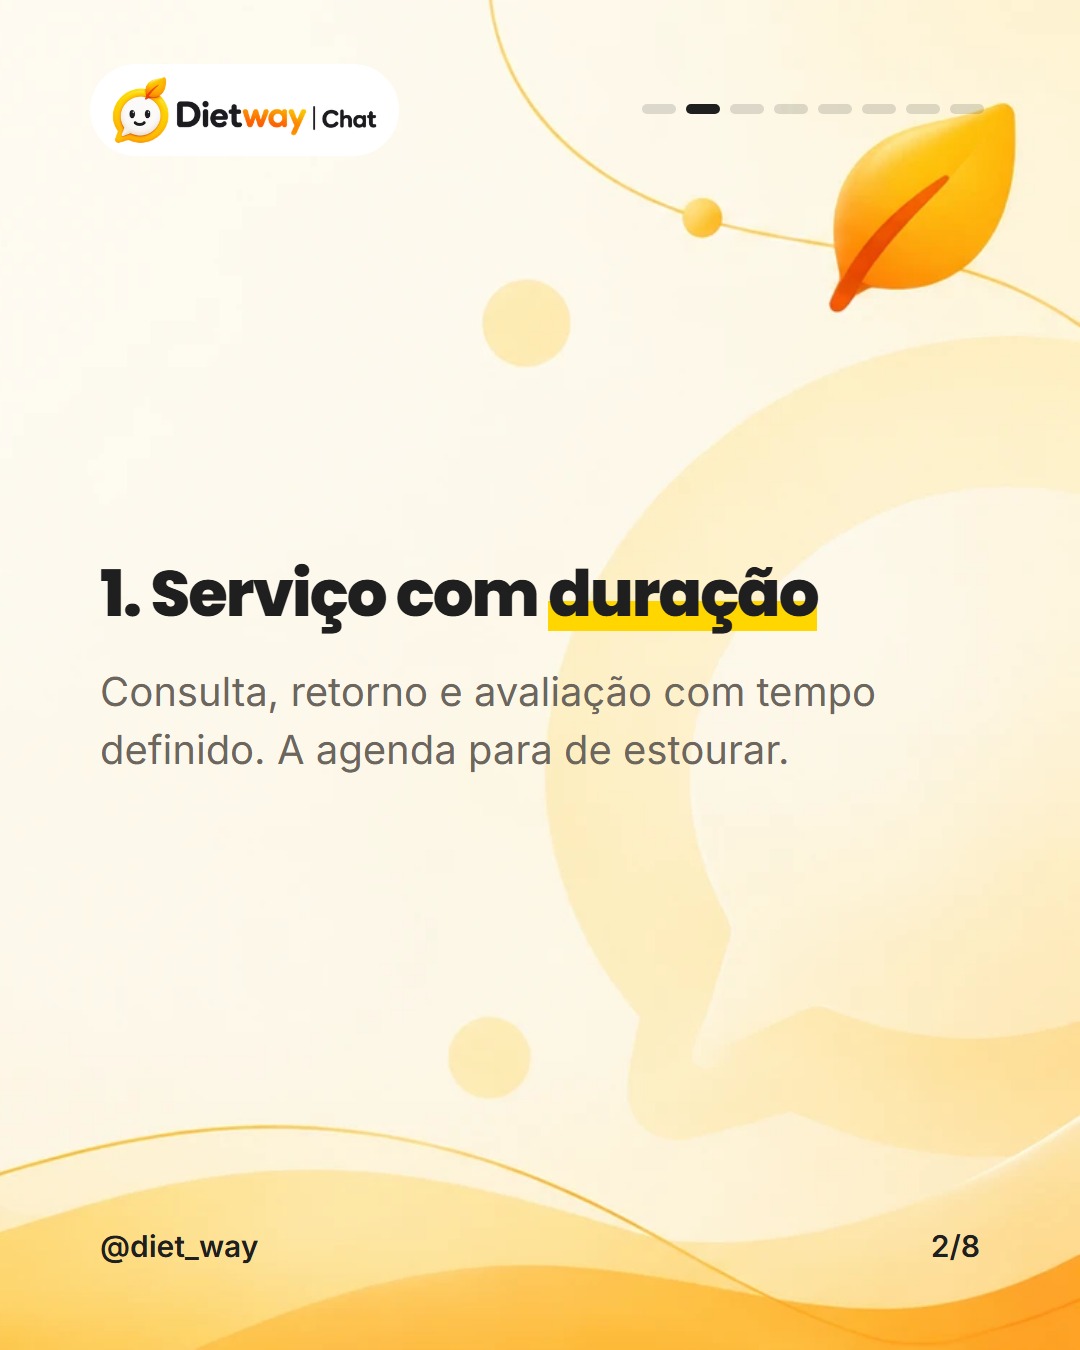 Dietway | Chat
1. Serviço com duração
Consulta, retorno e avaliação com tempo
definido. A agenda para de estourar.
@diet_way
2/8